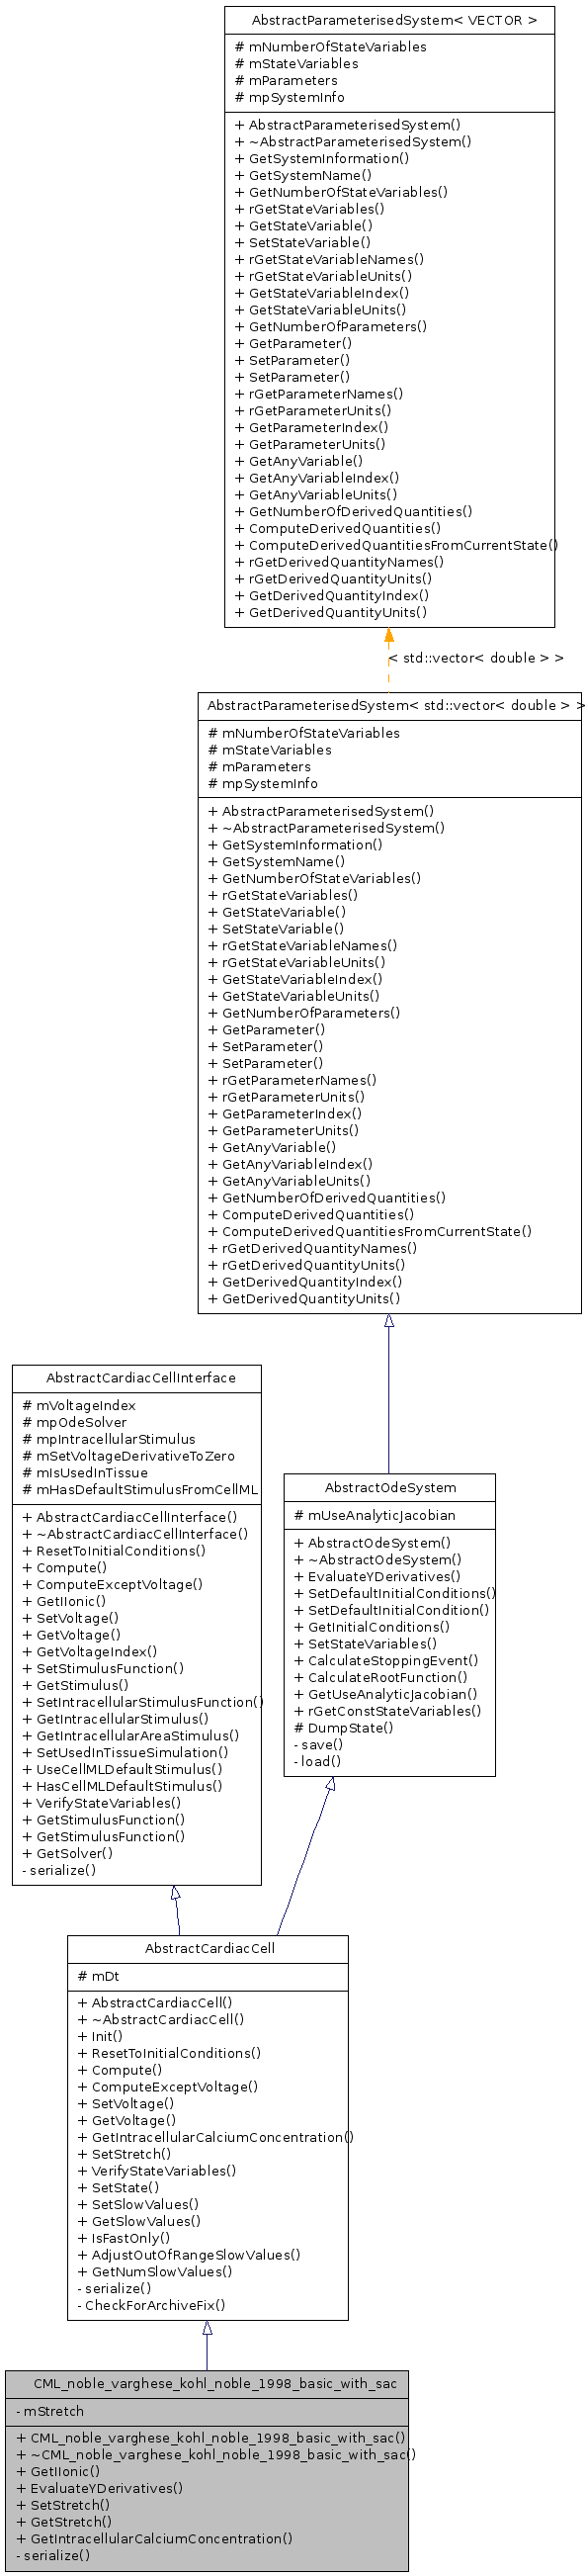 AbstractParameterisedSystem< VECTOR >
# mNumberOfStateVariables
# mStateVariables
# mParameters
# mpSystemInfo
+ AbstractParameterisedSystem()
+ ~AbstractParameterisedSystem()
+ GetSystemInformation()
+ GetSystemName()
+ GetNumberOfStateVariables()
+ rGetStateVariables()
+ GetStateVariable()
+ SetStateVariable()
+ rGetStateVariableNames()
+ rGetStateVariableUnits()
+ GetStateVariableIndex()
+ GetStateVariableUnits()
+ GetNumberOfParameters()
+ GetParameter()
+ SetParameter()
+ SetParameter()
+ rGetParameterNames()
+ rGetParameterUnits()
+ GetParameterIndex()
+ GetParameterUnits()
+ GetAnyVariable()
+ GetAnyVariableIndex()
+ GetAnyVariableUnits()
+ GetNumberOfDerivedQuantities()
+ ComputeDerivedQuantities()
+ ComputeDerivedQuantitiesFromCurrentState()
+ rGetDerivedQuantityNames()
+ rGetDerivedQuantityUnits()
+ GetDerivedQuantityIndex()
+ GetDerivedQuantityUnits()
< std::vector< double > >
AbstractParameterisedSystem< std::vector< double > >
# mNumberOfStateVariables
# mStateVariables
# mParameters
# mpSystemInfo
+ AbstractParameterisedSystem()
+ ~AbstractParameterisedSystem()
+ GetSystemInformation()
+ GetSystemName()
+ GetNumberOfStateVariables()
+ rGetStateVariables()
+ GetStateVariable()
+ SetStateVariable()
+ rGetStateVariableNames()
+ rGetStateVariableUnits()
+ GetStateVariableIndex()
+ GetStateVariableUnits()
+ GetNumberOfParameters()
+ GetParameter()
+ SetParameter()
+ SetParameter()
+ rGetParameterNames()
+ rGetParameterUnits()
+ GetParameterIndex()
+ GetParameterUnits()
+ GetAnyVariable()
+ GetAnyVariableIndex()
+ GetAnyVariableUnits()
+ GetNumberOfDerivedQuantities()
+ ComputeDerivedQuantities()
+ ComputeDerivedQuantitiesFromCurrentState()
+ rGetDerivedQuantityNames()
+ rGetDerivedQuantityUnits()
+ GetDerivedQuantityIndex()
+ GetDerivedQuantityUnits()
AbstractCardiacCellInterface
# mVoltageIndex
# mpOdeSolver
# mpIntracellularStimulus
# mSetVoltageDerivativeToZero
# mIsUsedInTissue
# mHasDefaultStimulusFromCellML
+ AbstractCardiacCellInterface()
+ ~AbstractCardiacCellInterface()
+ ResetToInitialConditions()
+ Compute()
+ ComputeExceptVoltage()
+ GetIIonic()
+ SetVoltage()
+ GetVoltage()
+ GetVoltageIndex()
+ SetStimulusFunction()
+ GetStimulus()
+ SetIntracellularStimulusFunction()
+ GetIntracellularStimulus()
+ GetIntracellularAreaStimulus()
+ SetUsedInTissueSimulation()
+ UseCellMLDefaultStimulus()
+ HasCellMLDefaultStimulus()
+ VerifyStateVariables()
+ GetStimulusFunction()
+ GetStimulusFunction()
+ GetSolver()
- serialize()
AbstractOdeSystem
# mUseAnalyticJacobian
+ AbstractOdeSystem()
+ ~AbstractOdeSystem()
+ EvaluateYDerivatives()
+ SetDefaultInitialConditions()
+ SetDefaultInitialCondition()
+ GetInitialConditions()
+ SetStateVariables()
+ CalculateStoppingEvent()
+ CalculateRootFunction()
+ GetUseAnalyticJacobian()
+ rGetConstStateVariables()
# DumpState()
- save()
- load()
AbstractCardiacCell
# mDt
+ AbstractCardiacCell()
+ ~AbstractCardiacCell()
+ Init()
+ ResetToInitialConditions()
+ Compute()
+ ComputeExceptVoltage()
+ SetVoltage()
+ GetVoltage()
+ GetIntracellularCalciumConcentration()
+ SetStretch()
+ VerifyStateVariables()
+ SetState()
+ SetSlowValues()
+ GetSlowValues()
+ IsFastOnly()
+ AdjustOutOfRangeSlowValues()
+ GetNumSlowValues()
- serialize()
- CheckForArchiveFix()
CML_noble_varghese_kohl_noble_1998_basic_with_sac
- mStretch
+ CML_noble_varghese_kohl_noble_1998_basic_with_sac()
+ ~CML_noble_varghese_kohl_noble_1998_basic_with_sac()
+ GetIIonic()
+ EvaluateYDerivatives()
+ SetStretch()
+ GetStretch()
+ GetIntracellularCalciumConcentration()
- serialize()